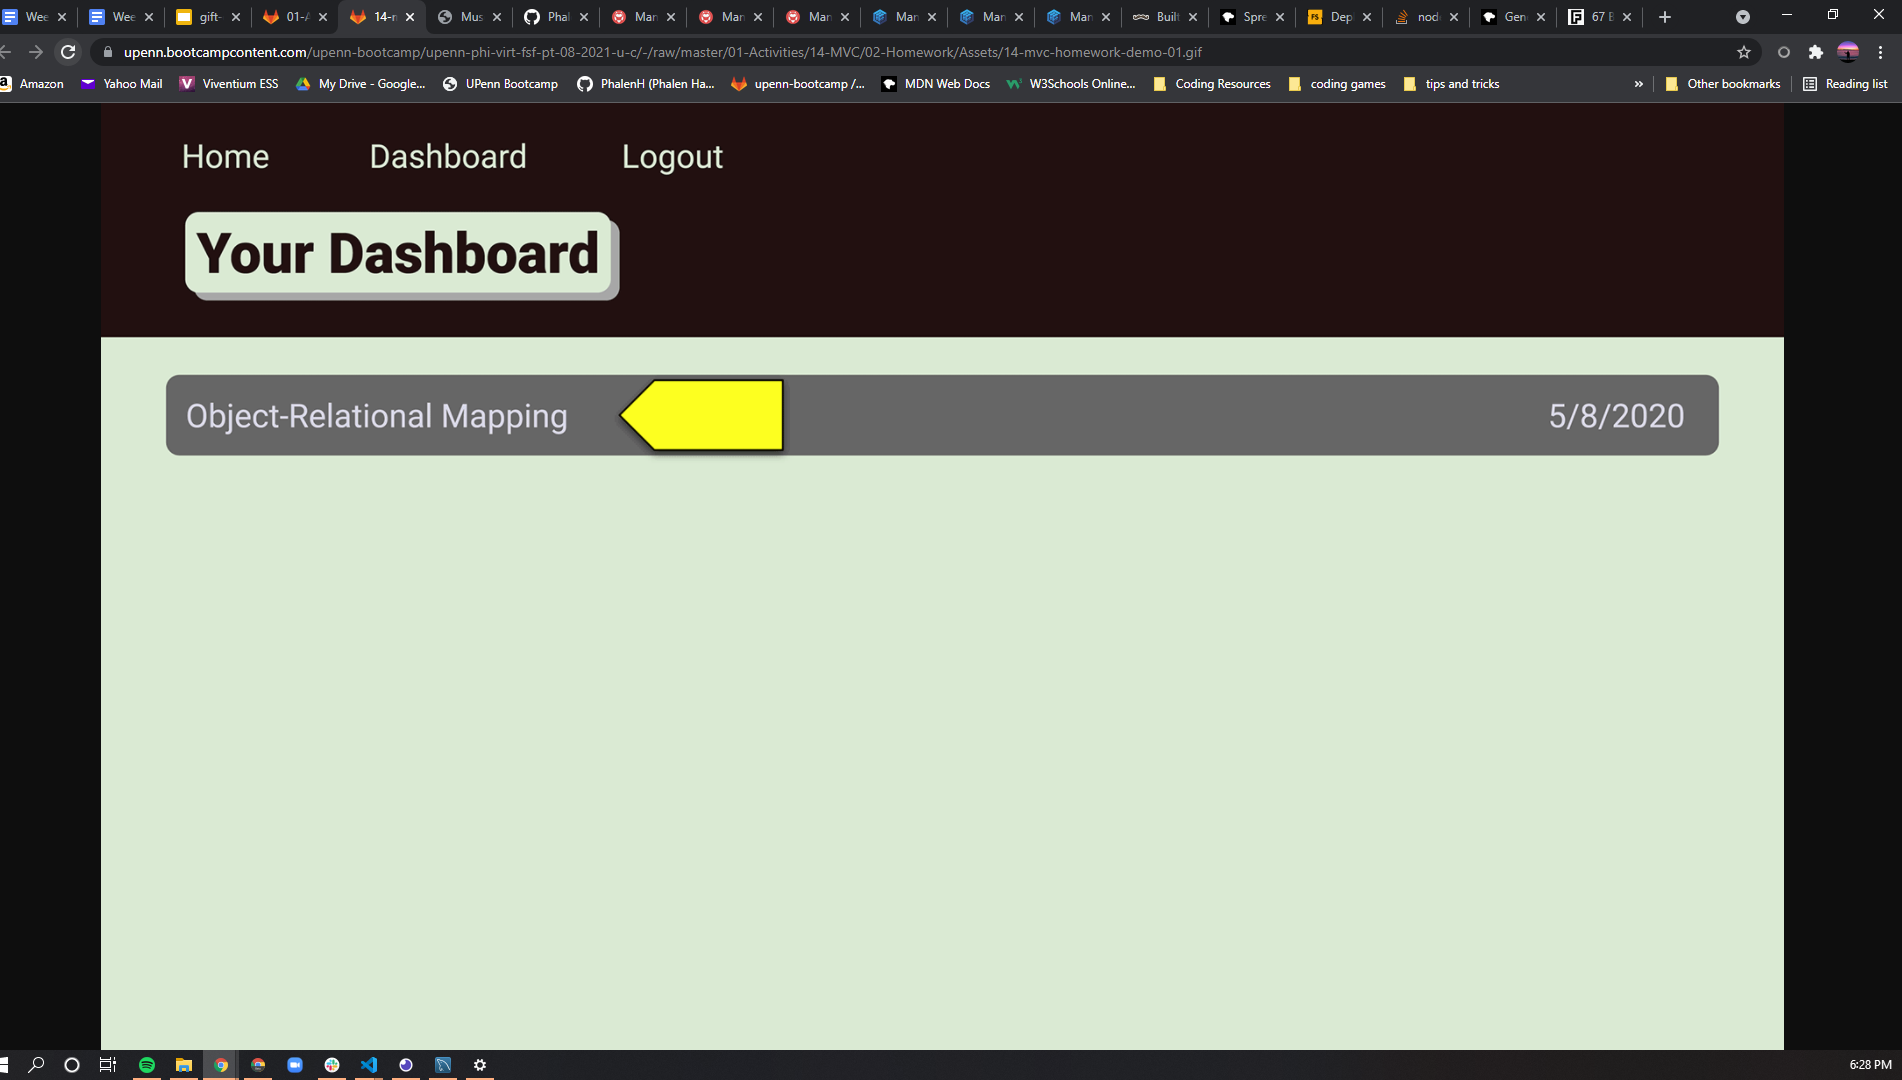 Wee Wee gift- 01-A 14-n Mus Phal Man Man Man Man Man Man Built Spre Depl nod Gen 67 B
upenn.bootcampcontent.com/upenn-bootcamp/upenn-phi-virt-fsf-pt-08-2021-u-c/-/raw/master/01-Activities/14-MVC/02-Homework/Assets/14-mvc-homework-demo-01.gif
Amazon Yahoo Mail Viventium ESS My Drive - Google... UPenn Bootcamp PhalenH (Phalen Ha... upenn-bootcamp /... MDN Web Docs W3Schools Online... Coding Resources coding games tips and tricks » Other bookmarks Reading list
Home Dashboard Logout
Your Dashboard
Object-Relational Mapping 5/8/2020
6:28 PM